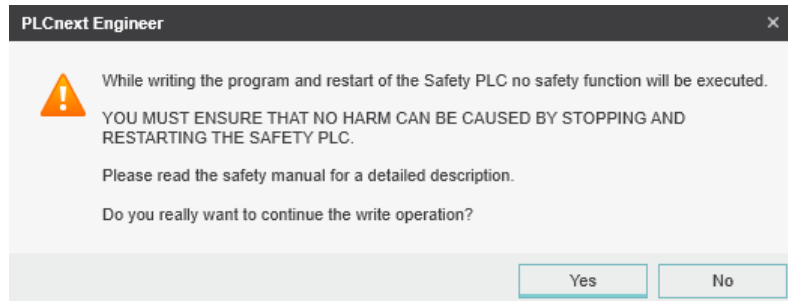 PLCnext Engineer
While writing the program and restart of the Safety PLC no safety function will be executed.
YOU MUST ENSURE THAT NO HARM CAN BE CAUSED BY STOPPING AND
RESTARTING THE SAFETY PLC.
Please read the safety manual for a detailed description.
Do you really want to continue the write operation?
Yes No